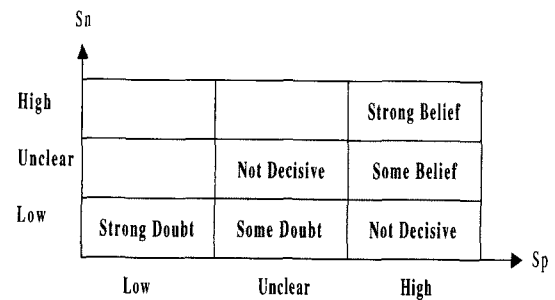 Sn
High
Strong Belief
Unclear
Not Decisive
Some Belief
Low
Strong Doubt
Some Doubt
Not Decisive
Sp
Low
Unclear
High